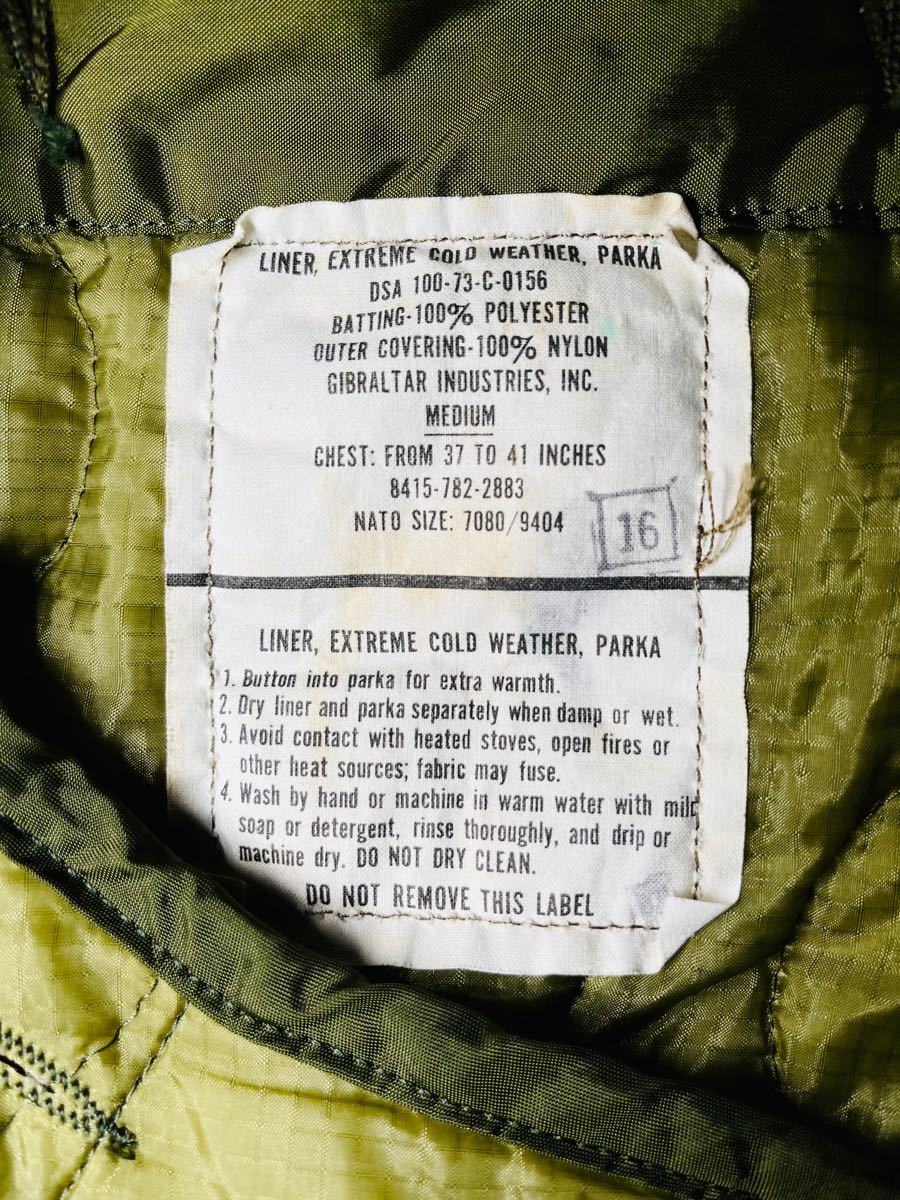 LINER, EXTREME COLD WEATHER, PARKA
DSA 100-73-C-0156
BATTING-100% POLYESTER
OUTER COVERING-100% NYLON
GIBRALTAR INDUSTRIES, INC.
MEDIUM
CHEST: FROM 37 TO 41 INCHES
8415-782-2883
NATO SIZE: 7080/9404
16
LINER, EXTREME COLD WEATHER, PARKA
1. Button into parka for extra warmth.
2. Dry liner and parka separately when damp or wet.
3. Avoid contact with heated stoves, open fires or
other heat sources; fabric may fuse.
4. Wash by hand or machine in warm water with mild
soap or detergent, rinse thoroughly, and drip or
machine dry. DO NOT DRY CLEAN.
DO NOT REMOVE THIS LABEL